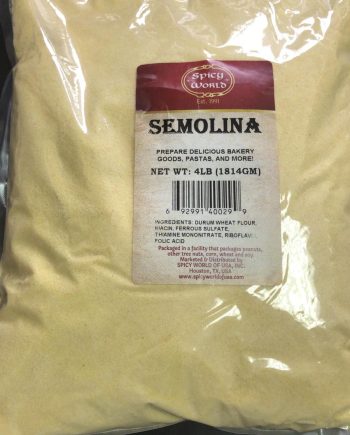 SPICY
WORLD
Est. 1991
SEMOLINA
PREPARE DELICIOUS BAKERY
GOODS, PASTAS, AND MORE!
NET WT: 4LB (1814GM)
6 92991 40029 9
INGREDIENTS: DURUM WHEAT FLOUR,
NIACIN, FERROUS SULFATE,
THIAMINE MONONITRATE, RIBOFLAVI
FOLIC ACID
Packaged in a facility that packages peanuts,
other tree nuts, corn, wheat and soy.
Marketed & Distributed by
SPICY WORLD OF USA, INC.
Houston, TX, USA
www.spicyworldofusa.com